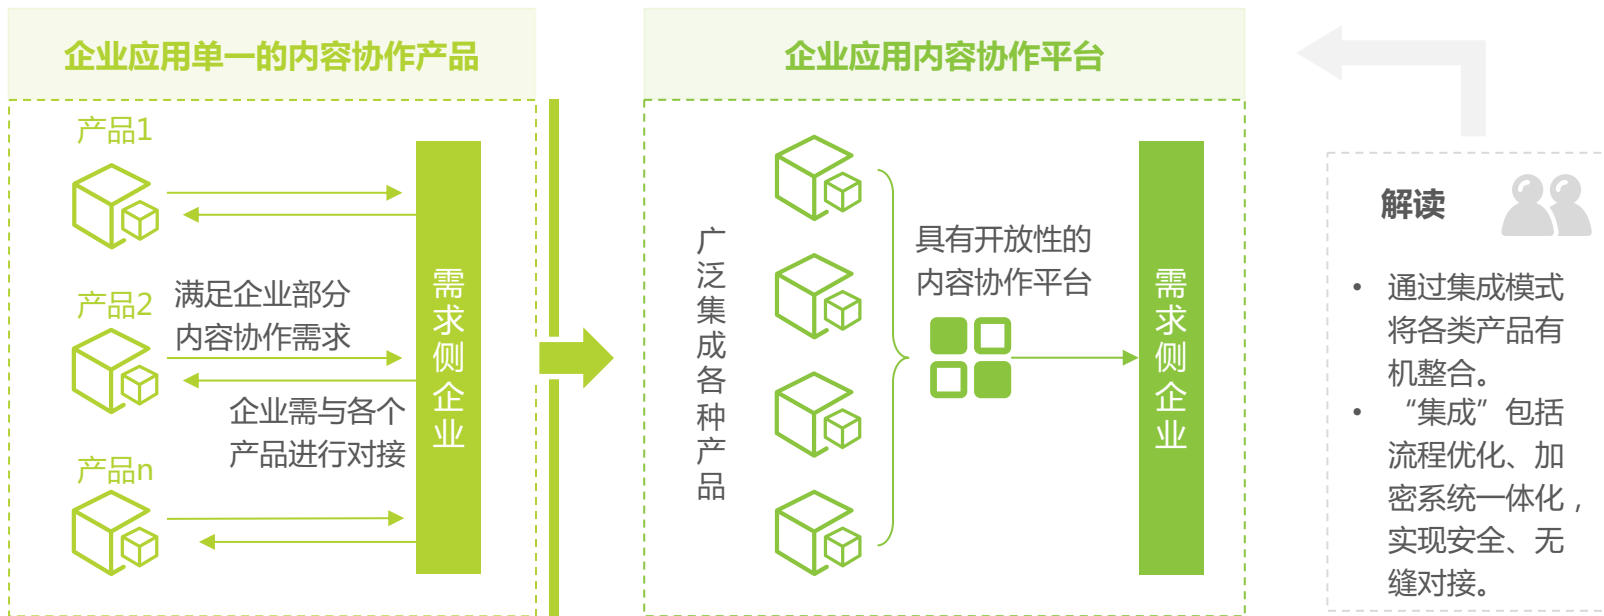 企业应用单一的内容协作产品
产品1
产品2
满足企业部分
内容协作需求
企业需与各个
产品进行对接
产品n
需求侧企业
企业应用内容协作平台
广泛集成各种产品
具有开放性的
内容协作平台
需求侧企业
解读
• 通过集成模式
将各类产品有
机整合。
• “集成”包括
流程优化、加
密系统一体化，
实现安全、无
缝对接。